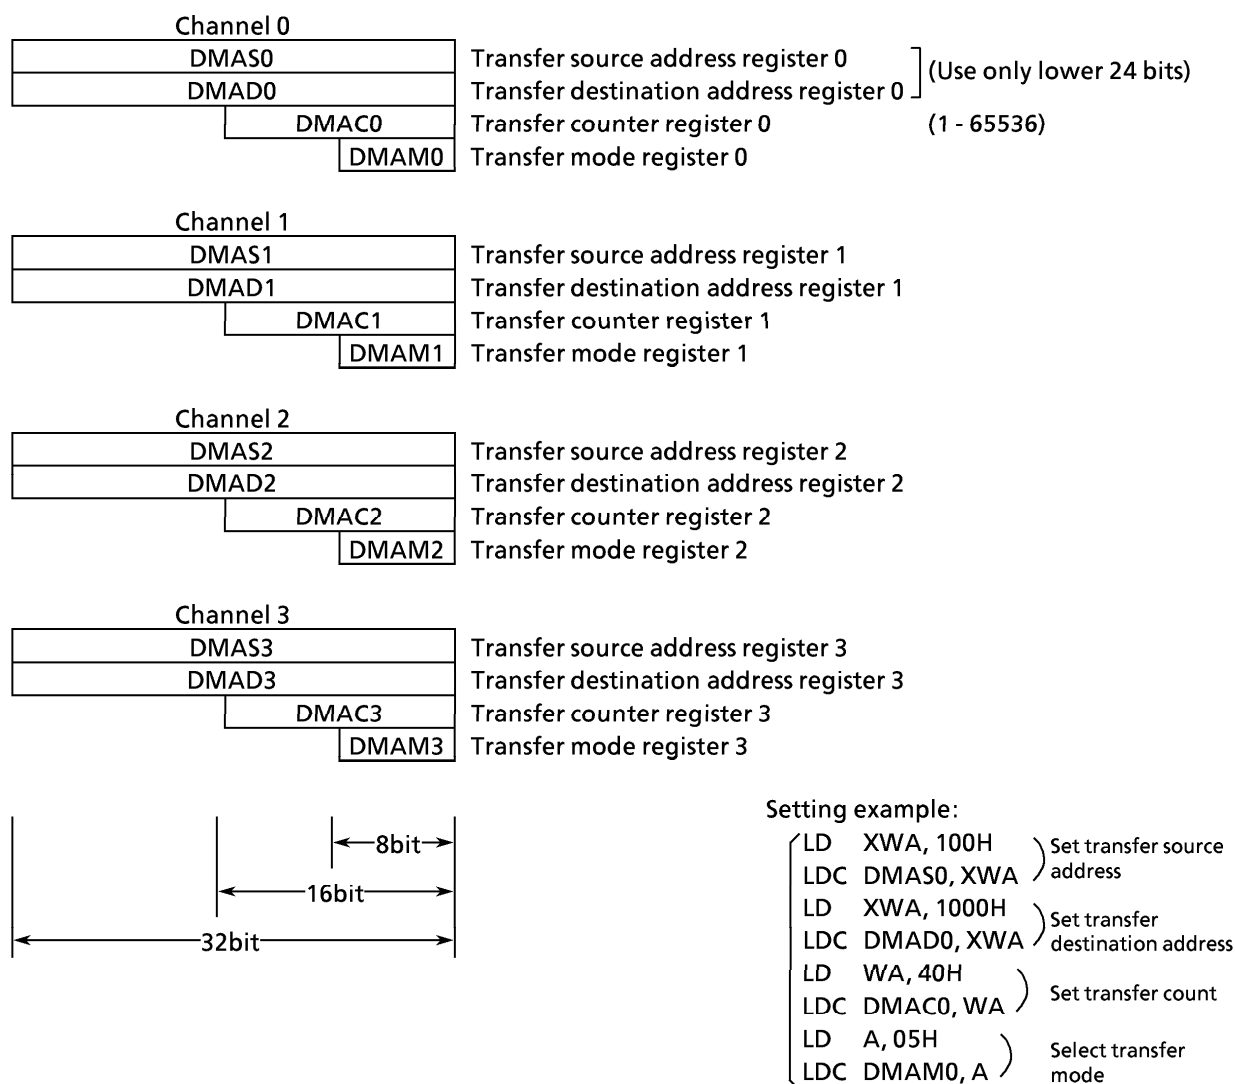 Channel 0
DMAS0 Transfer source address register 0
DMAD0 Transfer destination address register 0
(Use only lower 24 bits)
DMAC0 Transfer counter register 0 (1 - 65536)
DMAM0 Transfer mode register 0
Channel 1
DMAS1 Transfer source address register 1
DMAD1 Transfer destination address register 1
DMAC1 Transfer counter register 1
DMAM1 Transfer mode register 1
Channel 2
DMAS2 Transfer source address register 2
DMAD2 Transfer destination address register 2
DMAC2 Transfer counter register 2
DMAM2 Transfer mode register 2
Channel 3
DMAS3 Transfer source address register 3
DMAD3 Transfer destination address register 3
DMAC3 Transfer counter register 3
DMAM3 Transfer mode register 3
8bit
16bit
32bit
Setting example:
LD XWA, 100H
LDC DMAS0, XWA
Set transfer source
address
LD XWA, 1000H
LDC DMAD0, XWA
Set transfer
destination address
LD WA, 40H
LDC DMAC0, WA
Set transfer count
LD A, 05H
LDC DMAM0, A
Select transfer
mode